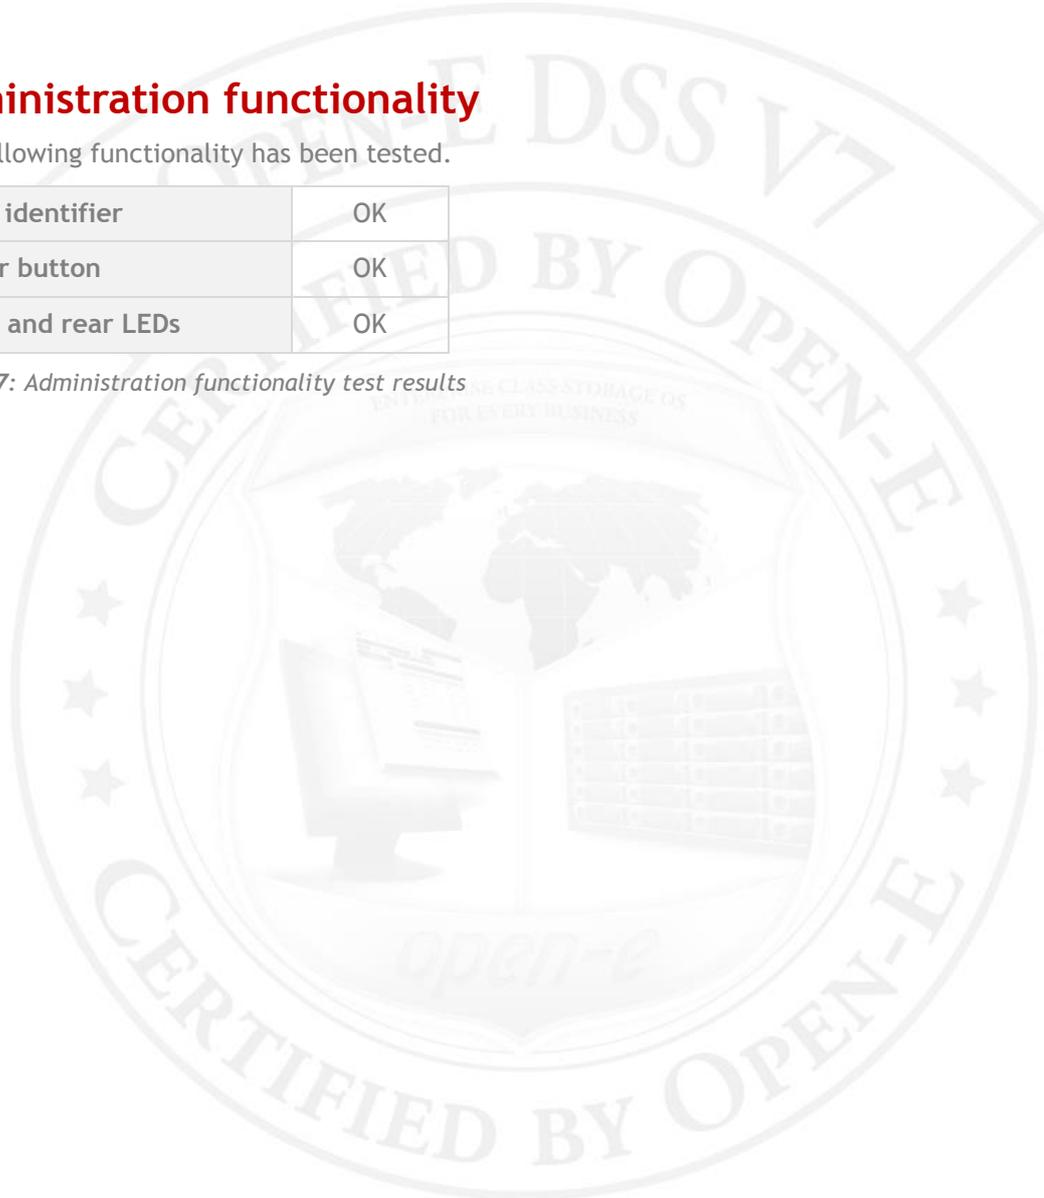 ninistration functionality
llowing functionality has been tested.
identifier OK
r button OK
and rear LEDs OK
7: Administration functionality test results
OPEN-E DSS V7
CERTIFIED BY OPEN-E
ENTERPRISE CLASS STORAGE OS
FOR EVERY BUSINESS
open-e
CERTIFIED BY OPEN-E